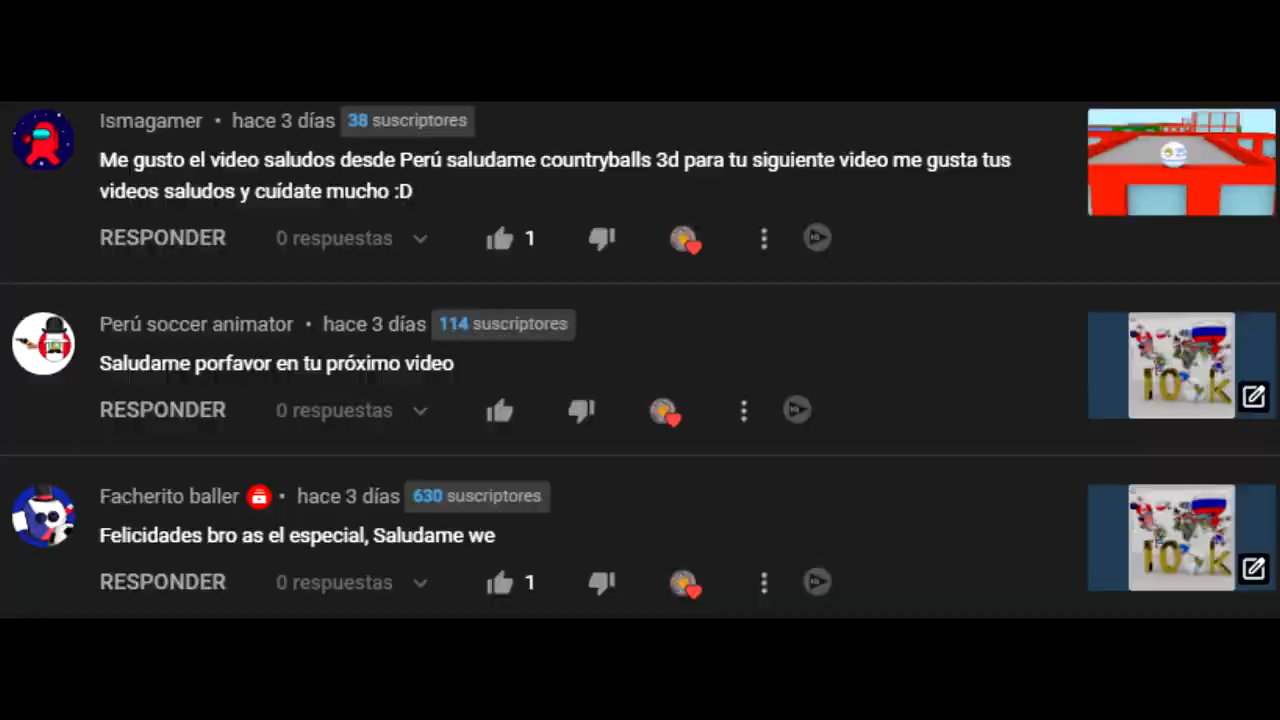 Ismagamer • hace 3 días 38 suscriptores
Me gusto el video saludos desde Perú saludame countryballs 3d para tu siguiente video me gusta tus
videos saludos y cuídate mucho :D
RESPONDER 0 respuestas 1
Perú soccer animator • hace 3 días 114 suscriptores
Saludame porfavor en tu próximo video
RESPONDER 0 respuestas
10 k
Facherito baller • hace 3 días 630 suscriptores
Felicidades bro as el especial, Saludame we
RESPONDER 0 respuestas 1
10 k